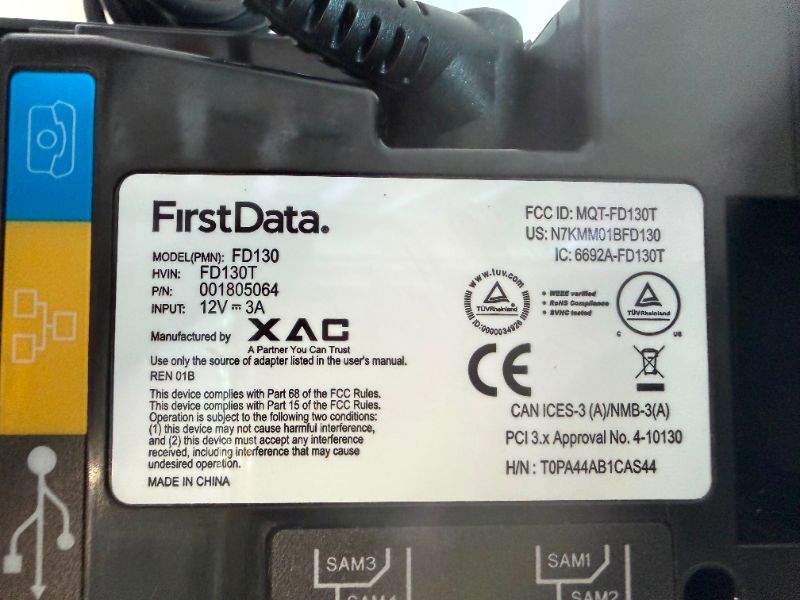 FirstData.
MODEL(PMN): FD130
HVIN: FD130T
P/N: 001805064
INPUT: 12V ⎓ 3A
Manufactured by XAC
A Partner You Can Trust
Use only the source of adapter listed in the user's manual.
REN 01B
This device complies with Part 68 of the FCC Rules.
This device complies with Part 15 of the FCC Rules.
Operation is subject to the following two conditions:
(1) this device may not cause harmful interference,
and (2) this device must accept any interference
received, including interference that may cause
undesired operation.
MADE IN CHINA
FCC ID: MQT-FD130T
US: N7KMM01BFD130
IC: 6692A-FD130T
www.tuv.com
TÜVRheinland
ID:0000034926
• WEEE verified
• RoHS Compliance
• SVHC tested
TÜVRheinland
C US
CE
CAN ICES-3 (A)/NMB-3(A)
PCI 3.x Approval No. 4-10130
H/N : T0PA44AB1CAS44
SAM3
SAM1
SAM4
SAM2